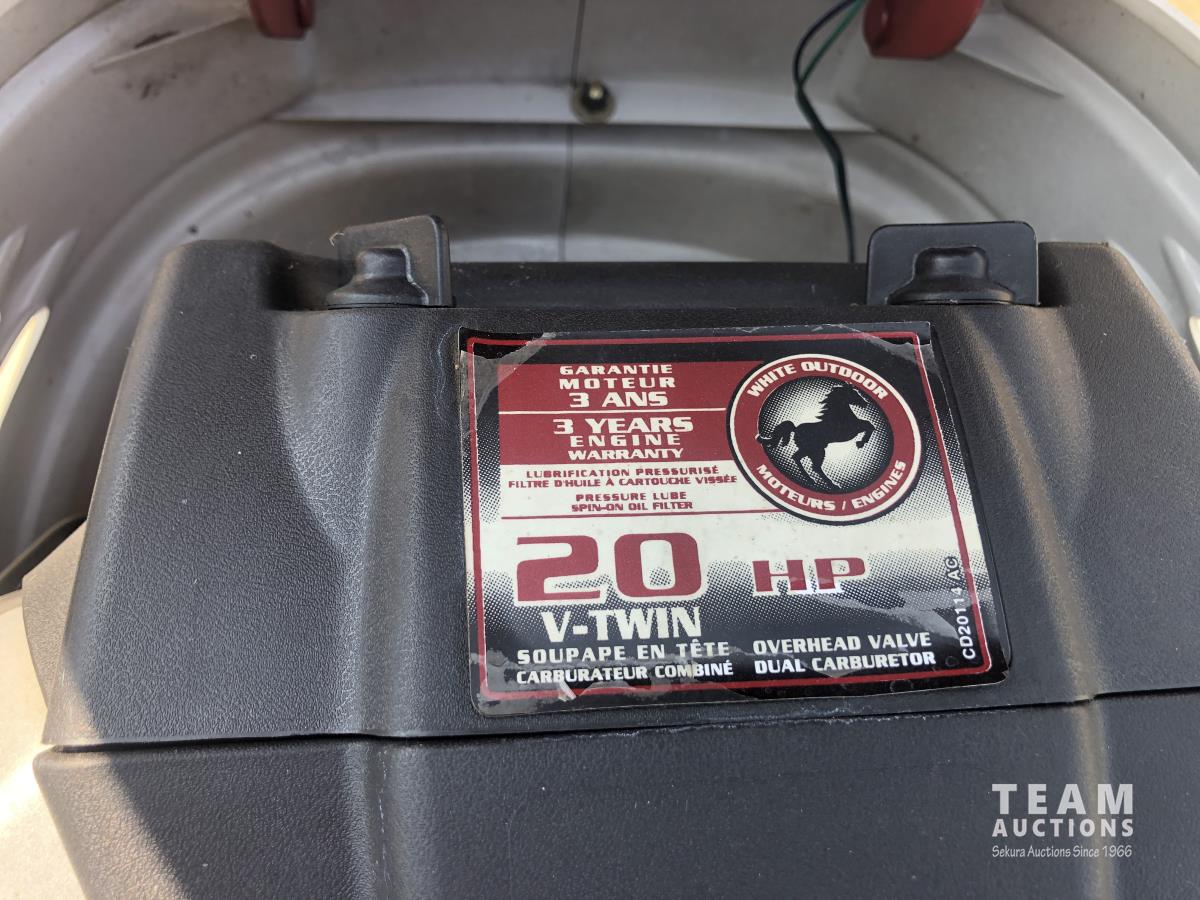 GARANTIE
MOTEUR
3 ANS
3 YEARS
ENGINE
WARRANTY
LUBRIFICATION PRESSURISÉ
FILTRE D'HUILE À CARTOUCHE VISSÉE
PRESSURE LUBE
SPIN-ON OIL FILTER
WHITE OUTDOOR
MOTEURS / ENGINES
20 HP
V-TWIN
SOUPAPE EN TÊTE OVERHEAD VALVE
CARBURATEUR COMBINÉ DUAL CARBURETOR
CD20114 AC
TEAM
AUCTIONS
Sekura Auctions Since 1966